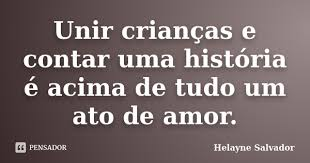 Unir crianças e
contar uma história
é acima de tudo um
ato de amor.
PENSADOR
Helayne Salvador